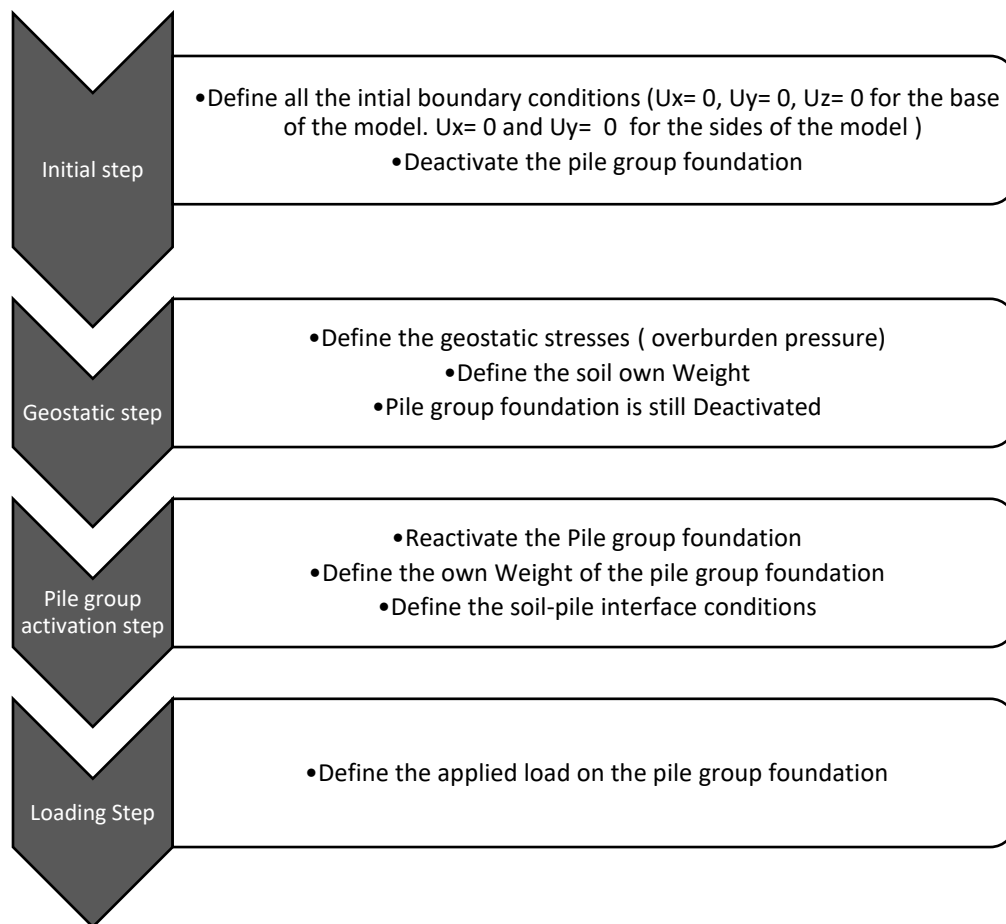 Initial step
•Define all the intial boundary conditions (Ux= 0, Uy= 0, Uz= 0 for the base
of the model. Ux= 0 and Uy=  0  for the sides of the model )
•Deactivate the pile group foundation
Geostatic step
•Define the geostatic stresses ( overburden pressure)
•Define the soil own Weight
•Pile group foundation is still Deactivated
Pile group
activation step
•Reactivate the Pile group foundation
•Define the own Weight of the pile group foundation
•Define the soil-pile interface conditions
Loading Step
•Define the applied load on the pile group foundation